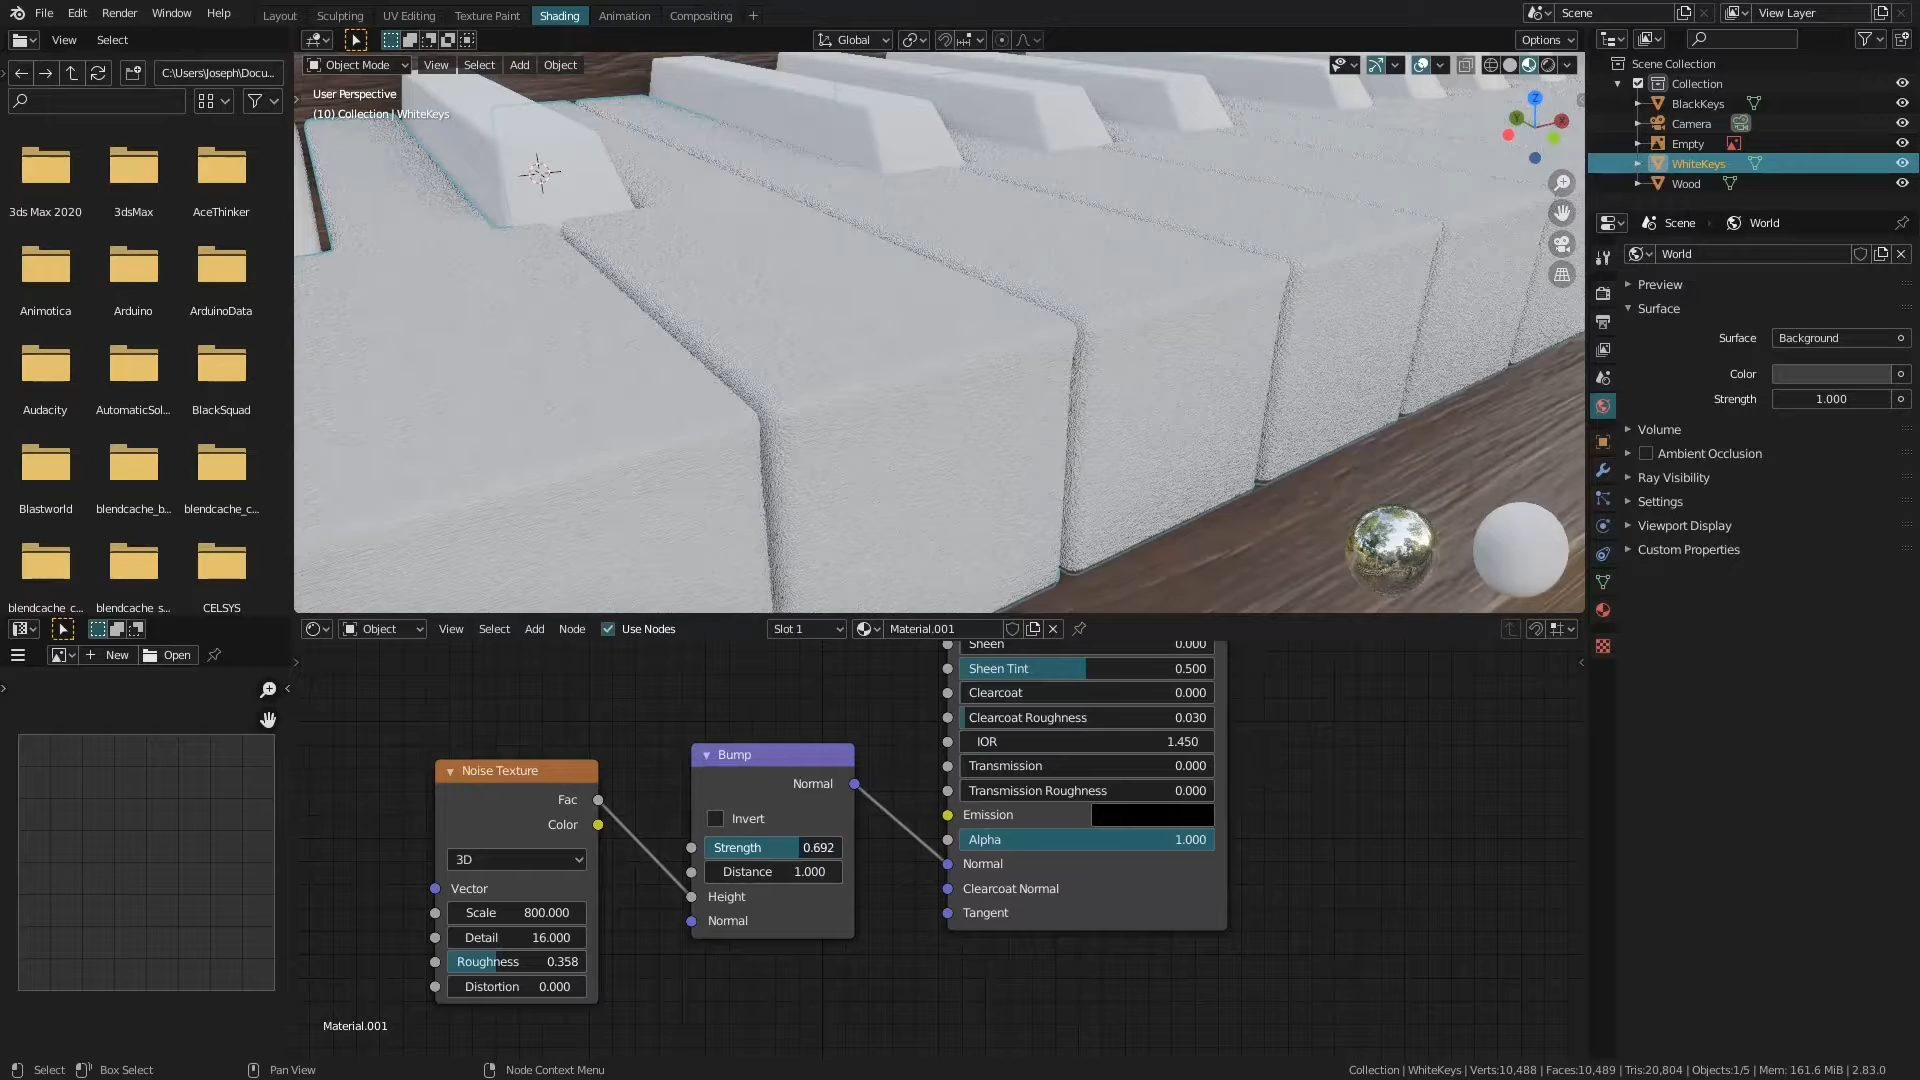 File Edit Render Window Help Layout Sculpting UV Editing Texture Paint Shading Animation Compositing + Scene View Layer
View Select Global Options
C:\Users\Joseph\Docu...
Object Mode View Select Add Object
User Perspective
(10) Collection | WhiteKeys
3ds Max 2020 3dsMax AceThinker
Animotica Arduino ArduinoData
Audacity AutomaticSol... BlackSquad
Blastworld blendcache_b... blendcache_c...
blendcache_c... blendcache_s... CELSYS
Z
Y
X
Scene Collection
Collection
BlackKeys
Camera
Empty
WhiteKeys
Wood
Scene World
World
Preview
Surface
Surface Background
Color
Strength 1.000
Volume
Ambient Occlusion
Ray Visibility
Settings
Viewport Display
Custom Properties
New Open
Object View Select Add Node Use Nodes Slot 1 Material.001
Noise Texture
Fac
Color
3D
Vector
Scale 800.000
Detail 16.000
Roughness 0.358
Distortion 0.000
Bump
Normal
Invert
Strength 0.692
Distance 1.000
Height
Normal
Sheen 0.000
Sheen Tint 0.500
Clearcoat 0.000
Clearcoat Roughness 0.030
IOR 1.450
Transmission 0.000
Transmission Roughness 0.000
Emission
Alpha 1.000
Normal
Clearcoat Normal
Tangent
Material.001
Select Box Select Pan View Node Context Menu Collection | WhiteKeys | Verts:10,488 | Faces:10,489 | Tris:20,804 | Objects:1/5 | Mem: 161.6 MiB | 2.83.0